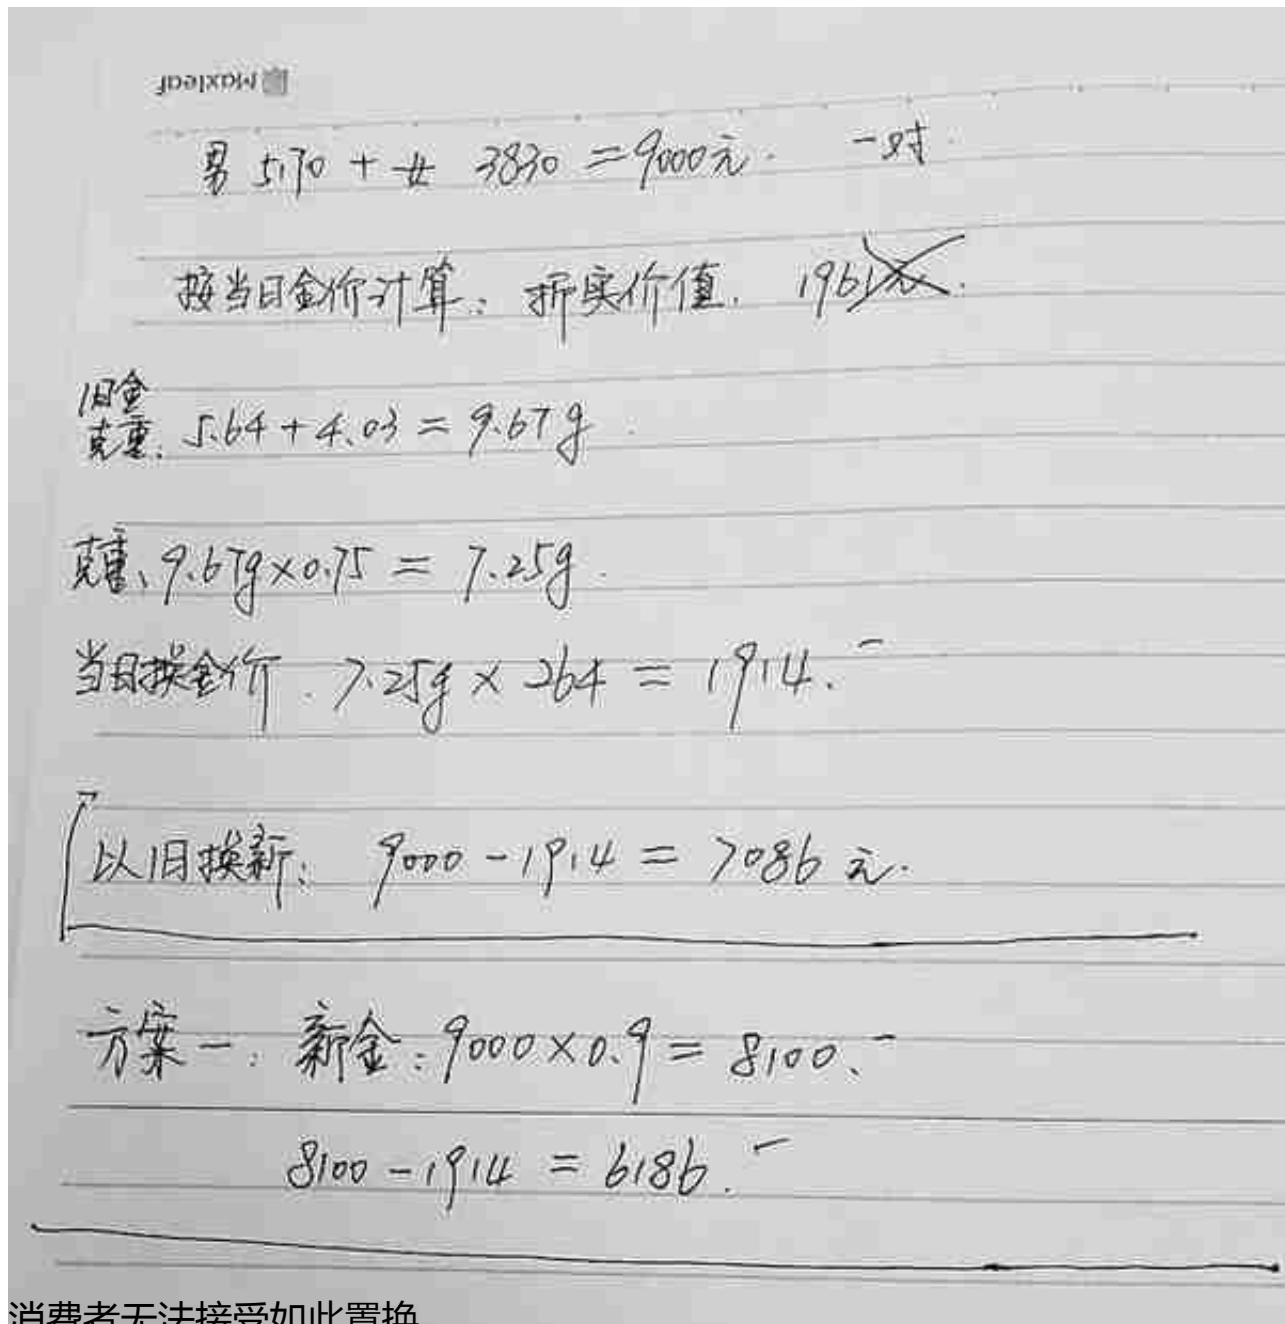 Maxleaf
男 5170 + 女 3830 = 9000元. 一对.
按当日金价计算: 折实价值. 1961元.
旧金
克重: 5.64 + 4.03 = 9.67g.
克重: 9.67g×0.75 = 7.25g.
当日换金价. 7.25g × 264 = 1914.-
以旧换新: 9000 - 1914 = 7086元.
方案一: 新金: 9000×0.9 = 8100.-
8100 - 1914 = 6186.-
消费者无法接受如此置换